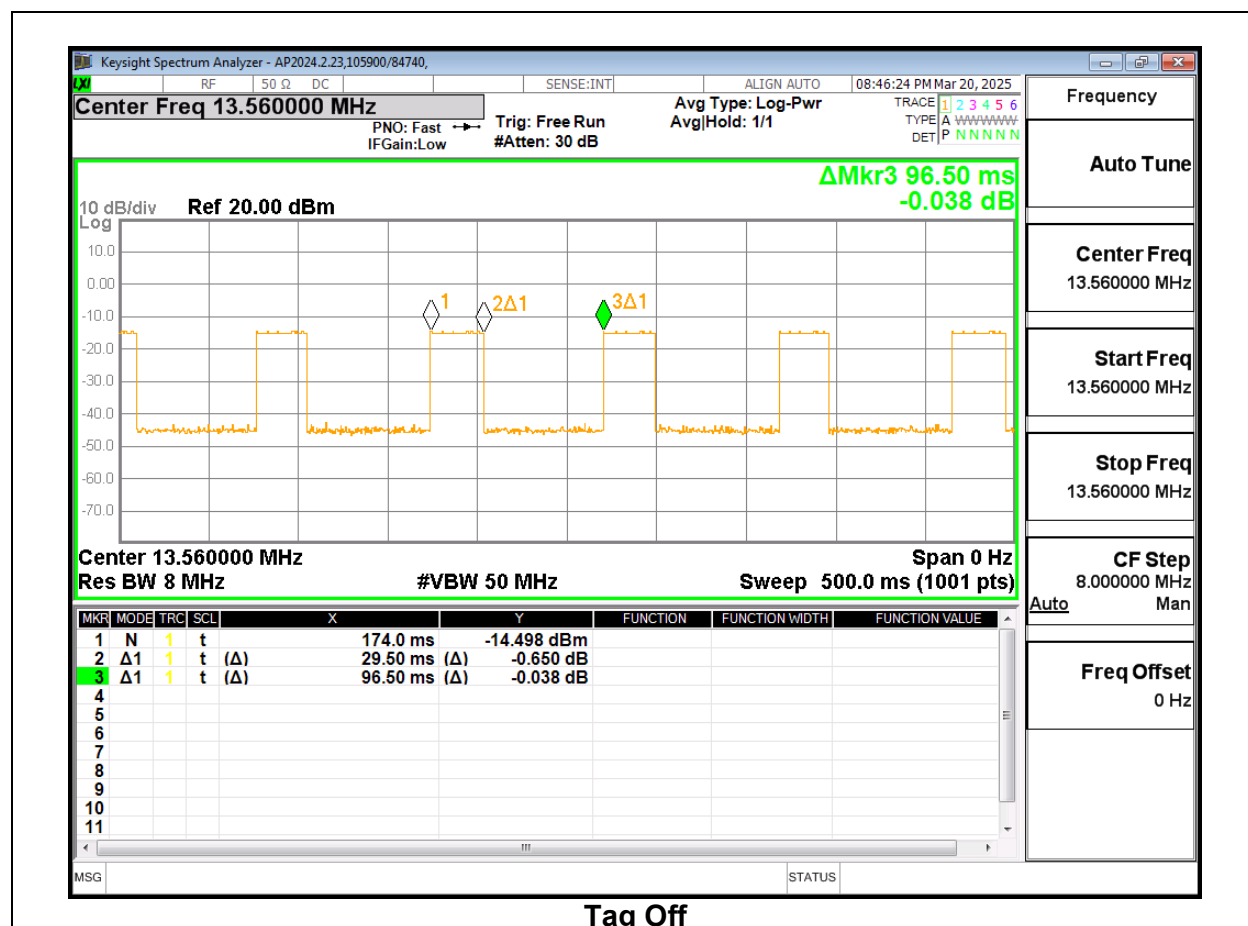 Keysight Spectrum Analyzer - AP2024.2.23,105900/84740,
LXI RF 50 Ω DC SENSE:INT ALIGN AUTO 08:46:24 PM Mar 20, 2025
Center Freq 13.560000 MHz
PNO: Fast
IFGain:Low
Trig: Free Run
#Atten: 30 dB
Avg Type: Log-Pwr
Avg|Hold: 1/1
TRACE 1 2 3 4 5 6
TYPE A WWWWW
DET P N N N N N
ΔMkr3 96.50 ms
-0.038 dB
10 dB/div Ref 20.00 dBm
Log
10.0
0.00
-10.0
-20.0
-30.0
-40.0
-50.0
-60.0
-70.0
1 2Δ1 3Δ1
Center 13.560000 MHz Span 0 Hz
Res BW 8 MHz #VBW 50 MHz Sweep 500.0 ms (1001 pts)
MKR MODE TRC SCL X Y FUNCTION FUNCTION WIDTH FUNCTION VALUE
1 N 1 t 174.0 ms -14.498 dBm
2 Δ1 1 t (Δ) 29.50 ms (Δ) -0.650 dB
3 Δ1 1 t (Δ) 96.50 ms (Δ) -0.038 dB
4
5
6
7
8
9
10
11
MSG STATUS
Frequency
Auto Tune
Center Freq
13.560000 MHz
Start Freq
13.560000 MHz
Stop Freq
13.560000 MHz
CF Step
8.000000 MHz
Auto Man
Freq Offset
0 Hz
Tag Off